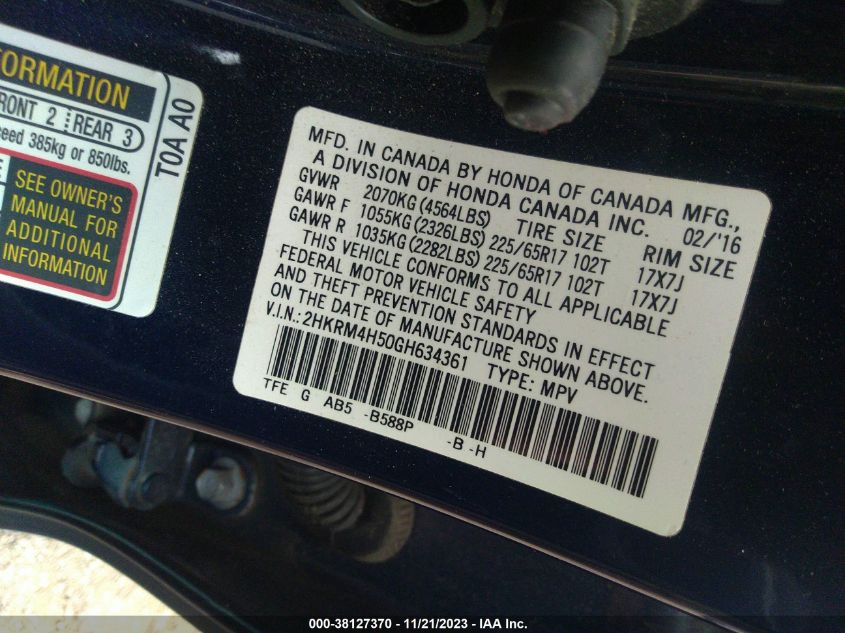 FORMATION
RONT 2 REAR 3
ceed 385kg or 850lbs.
SEE OWNER'S
MANUAL FOR
ADDITIONAL
INFORMATION
T0A A0
MFD. IN CANADA BY HONDA OF CANADA MFG.,
A DIVISION OF HONDA CANADA INC. 02/'16
GVWR 2070KG(4564LBS) TIRE SIZE RIM SIZE
GAWR F 1055KG(2326LBS) 225/65R17 102T 17X7J
GAWR R 1035KG(2282LBS) 225/65R17 102T 17X7J
THIS VEHICLE CONFORMS TO ALL APPLICABLE
FEDERAL MOTOR VEHICLE SAFETY
AND THEFT PREVENTION STANDARDS IN EFFECT
ON THE DATE OF MANUFACTURE SHOWN ABOVE.
V.I.N.:2HKRM4H50GH634361 TYPE: MPV
TFE G AB5 -B588P -B -H
000-38127370 - 11/21/2023 - IAA Inc.